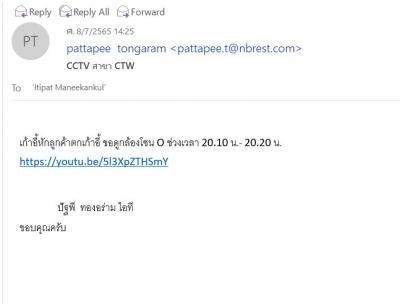 Reply Reply All Forward
PT
ศ. 8/7/2565 14:25
pattapee tongaram <pattapee.t@nbrest.com>
CCTV สาขา CTW
To 'Itipat Maneekankul'
เก้าอี้หักลูกค้าตกเก้าอี้ ขอดูกล้องโซน O ช่วงเวลา 20.10 น.- 20.20 น.
https://youtu.be/5l3XpZTHSmY
ปัฐพี ทองอร่าม ไอที
ขอบคุณครับ